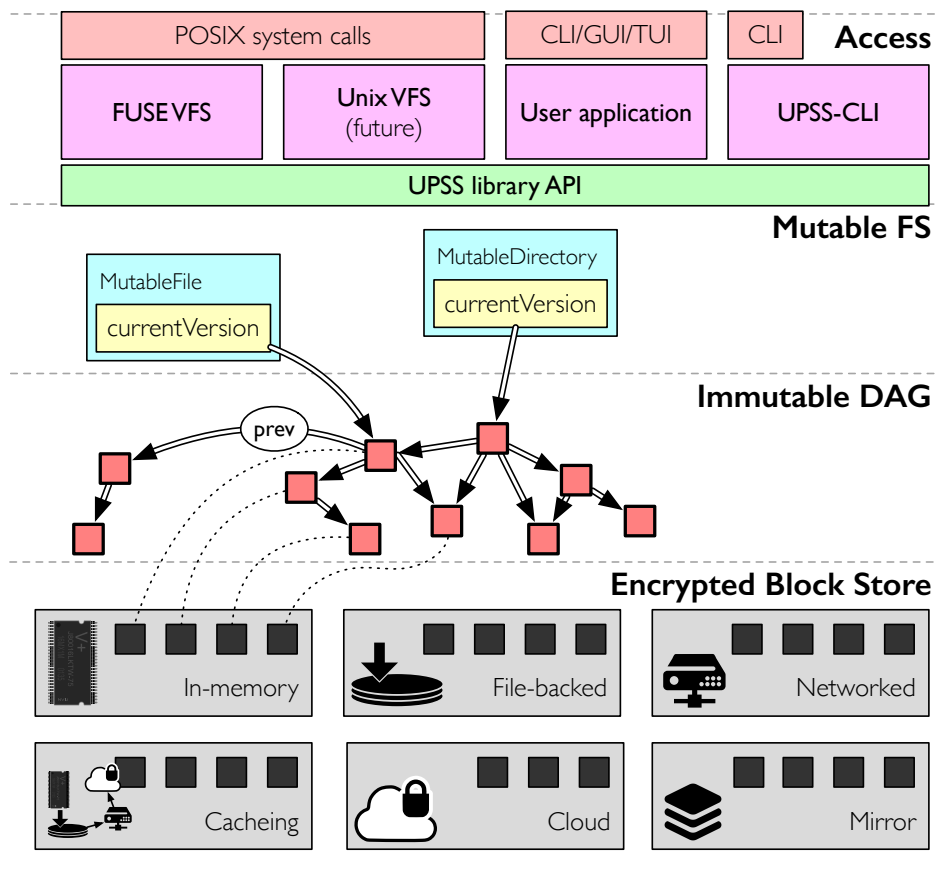 POSIX system calls
CLI/GUI/TUI
CLI
Access
FUSE VFS
Unix VFS
(future)
User application
UPSS-CLI
UPSS library API
Mutable FS
MutableFile
currentVersion
MutableDirectory
currentVersion
Immutable DAG
prev
Encrypted Block Store
V+
In-memory
File-backed
Networked
Cacheing
Cloud
Mirror